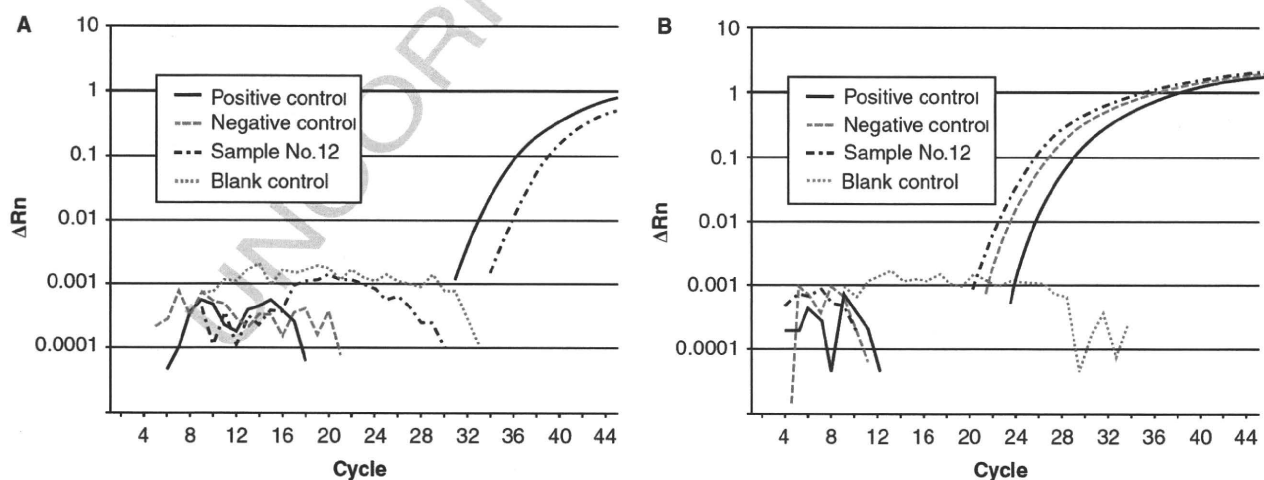 A
10
1
0.1
0.01
0.001
0.0001
ΔRn
Positive control
Negative control
Sample No.12
Blank control
4 8 12 16 20 24 28 32 36 40 44
Cycle
B
10
1
0.1
0.01
0.001
0.0001
ΔRn
Positive control
Negative control
Sample No.12
Blank control
4 8 12 16 20 24 28 32 36 40 44
Cycle